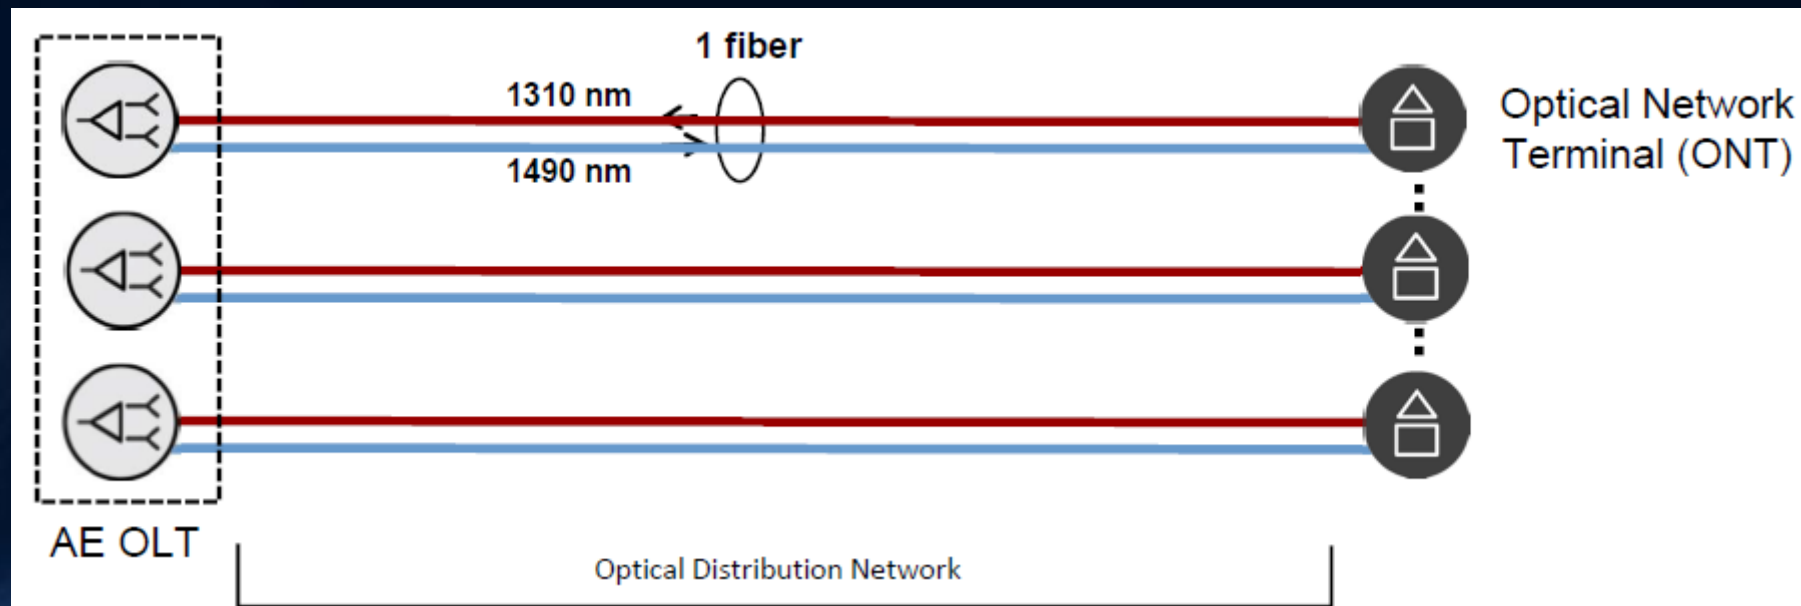 1 fiber
1310 nm
1490 nm
Optical Network
Terminal (ONT)
AE OLT
Optical Distribution Network